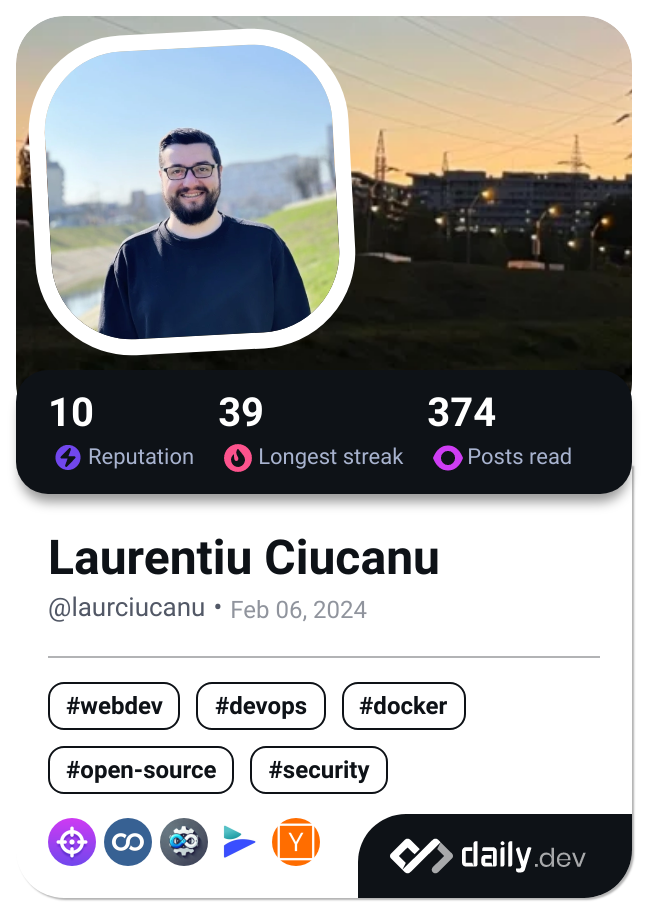 10 39 374
Reputation Longest streak Posts read
Laurentiu Ciucanu
@laurciucanu • Feb 06, 2024
#webdev #devops #docker
#open-source #security
Y
daily.dev